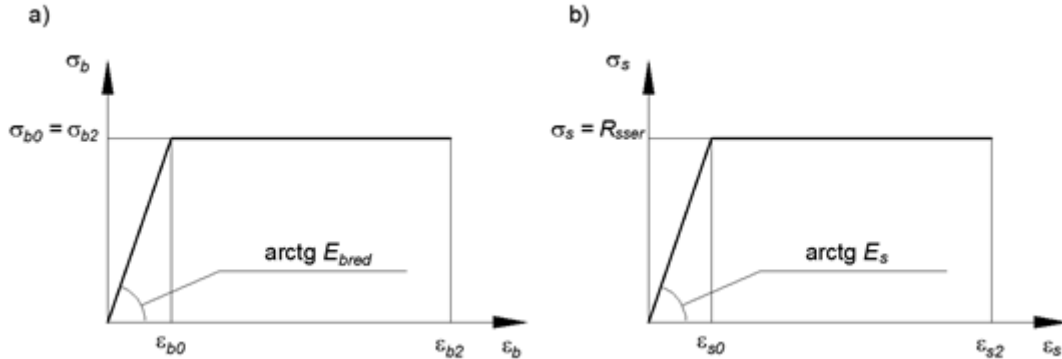 a)
σb
σb0 = σb2
arctg Ebred
εb0
εb2
εb
b)
σs
σs = Rsser
arctg Es
εs0
εs2
εs